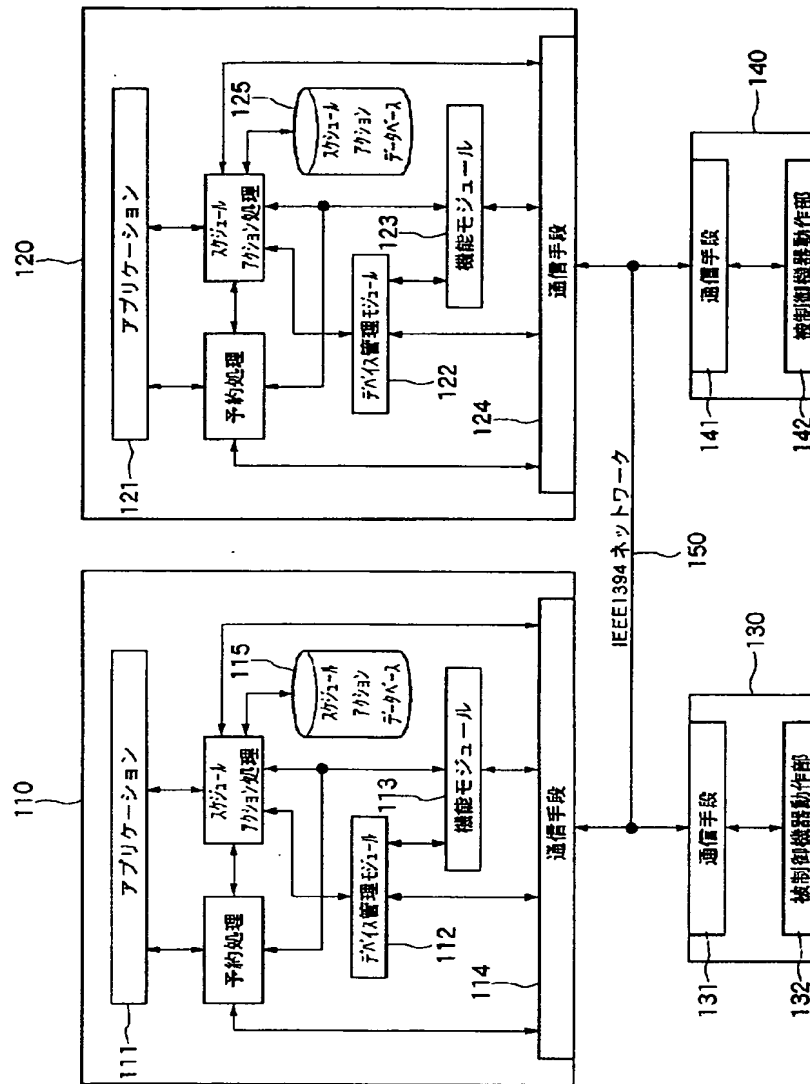 110
111
アプリケーション
予約処理
スケジュール
アクション処理
115
スケジュール
アクション
データベース
デバイス管理モジュール
112
113
機能モジュール
114
通信手段
120
121
アプリケーション
予約処理
スケジュール
アクション処理
125
スケジュール
アクション
データベース
デバイス管理モジュール
122
123
機能モジュール
124
通信手段
IEEE1394ネットワーク
150
130
131
通信手段
132
被制御機器動作部
140
141
通信手段
142
被制御機器動作部